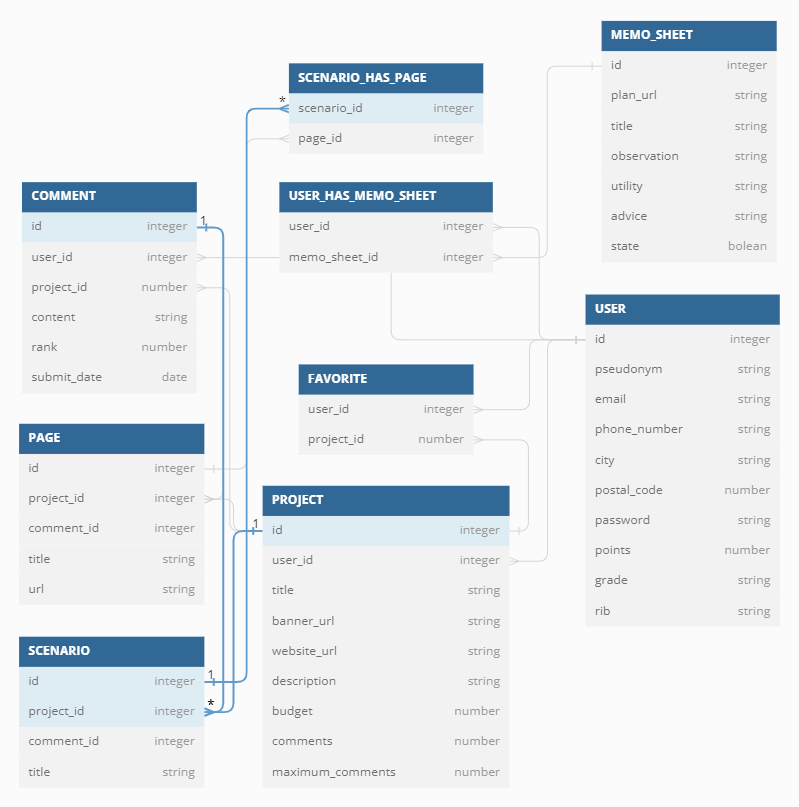 MEMO_SHEET
id integer
plan_url string
title string
observation string
utility string
advice string
state bolean
SCENARIO_HAS_PAGE
* scenario_id integer
page_id integer
COMMENT
id integer 1
user_id integer
project_id number
content string
rank number
submit_date date
USER_HAS_MEMO_SHEET
user_id integer
memo_sheet_id integer
USER
id integer
pseudonym string
email string
phone_number string
city string
postal_code number
password string
points number
grade string
rib string
FAVORITE
user_id integer
project_id number
PAGE
id integer
project_id integer
comment_id integer
title string
url string
PROJECT
1 id integer
user_id integer
title string
banner_url string
website_url string
description string
budget number
comments number
maximum_comments number
SCENARIO
id integer 1
project_id integer *
comment_id integer
title string